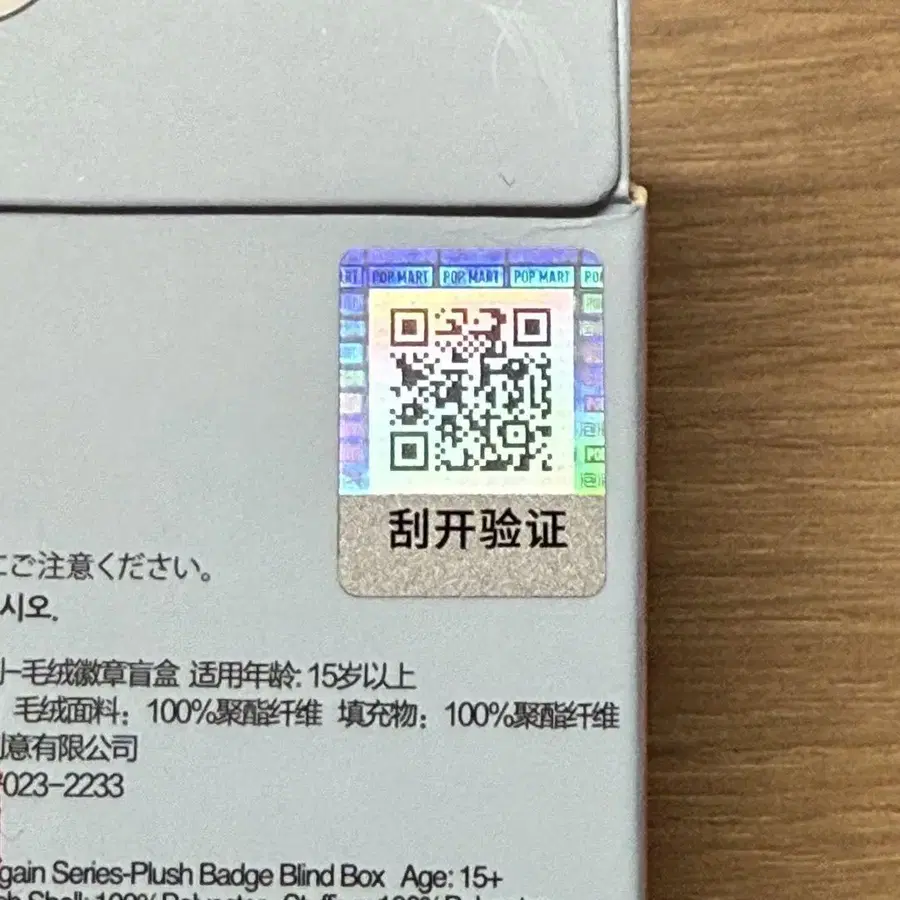 POP MART POP MART POP MART
刮开验证
ご注意ください。
시오.
毛绒徽章盲盒 适用年龄: 15岁以上
毛绒面料：100%聚酯纤维 填充物：100%聚酯纤维
意有限公司
023-2233
gain Series-Plush Badge Blind Box Age: 15+